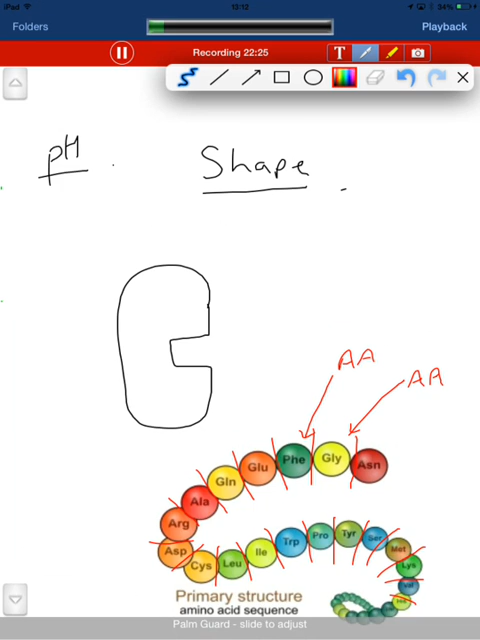 iPad
13:12
34%
Folders
Playback
Recording 22:25
T
pH
Shape
AA
AA
Phe
Gly
Asn
Glu
Gln
Ala
Arg
Asp
Cys
Leu
Ile
Trp
Pro
Tyr
Ser
Met
Lys
Val
His
Primary structure
amino acid sequence
Palm Guard - slide to adjust